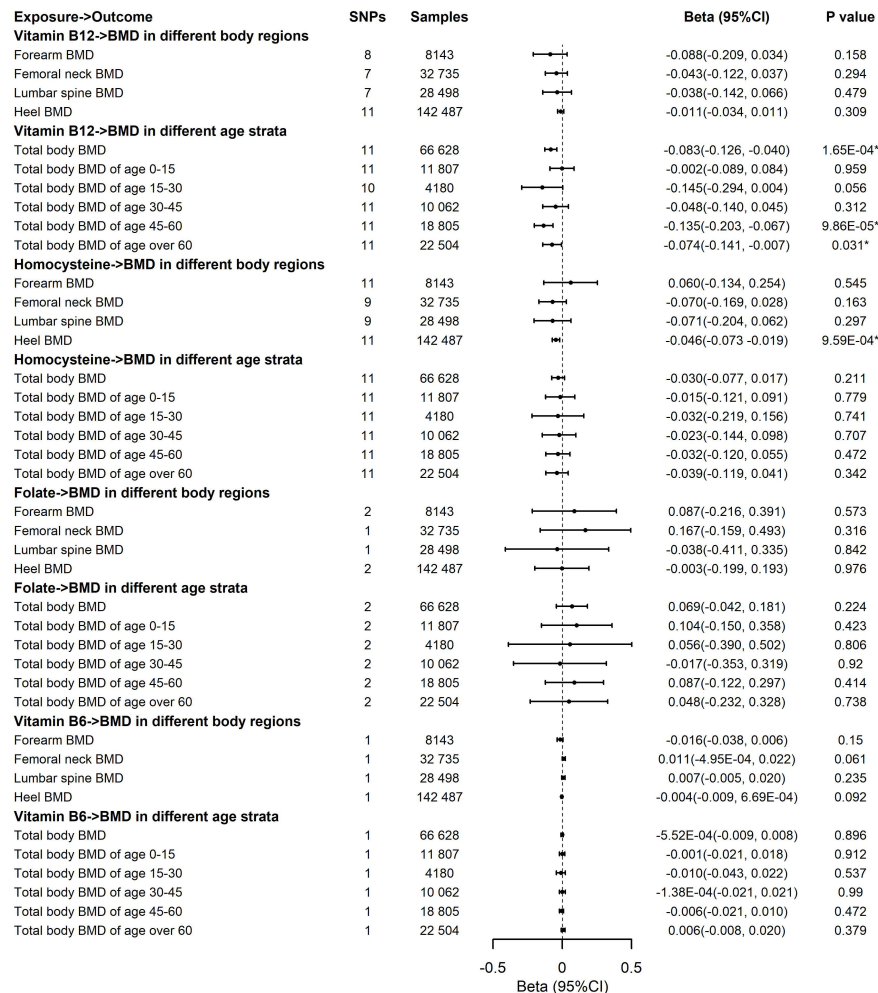 Exposure->Outcome SNPs Samples Beta (95%CI) P value
Vitamin B12->BMD in different body regions
Forearm BMD 8 8143 -0.088(-0.209, 0.034) 0.158
Femoral neck BMD 7 32 735 -0.043(-0.122, 0.037) 0.294
Lumbar spine BMD 7 28 498 -0.038(-0.142, 0.066) 0.479
Heel BMD 11 142 487 -0.011(-0.034, 0.011) 0.309
Vitamin B12->BMD in different age strata
Total body BMD 11 66 628 -0.083(-0.126, -0.040) 1.65E-04*
Total body BMD of age 0-15 11 11 807 -0.002(-0.089, 0.084) 0.959
Total body BMD of age 15-30 10 4180 -0.145(-0.294, 0.004) 0.056
Total body BMD of age 30-45 11 10 062 -0.048(-0.140, 0.045) 0.312
Total body BMD of age 45-60 11 18 805 -0.135(-0.203, -0.067) 9.86E-05*
Total body BMD of age over 60 11 22 504 -0.074(-0.141, -0.007) 0.031*
Homocysteine->BMD in different body regions
Forearm BMD 11 8143 0.060(-0.134, 0.254) 0.545
Femoral neck BMD 9 32 735 -0.070(-0.169, 0.028) 0.163
Lumbar spine BMD 9 28 498 -0.071(-0.204, 0.062) 0.297
Heel BMD 11 142 487 -0.046(-0.073 -0.019) 9.59E-04*
Homocysteine->BMD in different age strata
Total body BMD 11 66 628 -0.030(-0.077, 0.017) 0.211
Total body BMD of age 0-15 11 11 807 -0.015(-0.121, 0.091) 0.779
Total body BMD of age 15-30 11 4180 -0.032(-0.219, 0.156) 0.741
Total body BMD of age 30-45 11 10 062 -0.023(-0.144, 0.098) 0.707
Total body BMD of age 45-60 11 18 805 -0.032(-0.120, 0.055) 0.472
Total body BMD of age over 60 11 22 504 -0.039(-0.119, 0.041) 0.342
Folate->BMD in different body regions
Forearm BMD 2 8143 0.087(-0.216, 0.391) 0.573
Femoral neck BMD 1 32 735 0.167(-0.159, 0.493) 0.316
Lumbar spine BMD 1 28 498 -0.038(-0.411, 0.335) 0.842
Heel BMD 2 142 487 -0.003(-0.199, 0.193) 0.976
Folate->BMD in different age strata
Total body BMD 2 66 628 0.069(-0.042, 0.181) 0.224
Total body BMD of age 0-15 2 11 807 0.104(-0.150, 0.358) 0.423
Total body BMD of age 15-30 2 4180 0.056(-0.390, 0.502) 0.806
Total body BMD of age 30-45 2 10 062 -0.017(-0.353, 0.319) 0.92
Total body BMD of age 45-60 2 18 805 0.087(-0.122, 0.297) 0.414
Total body BMD of age over 60 2 22 504 0.048(-0.232, 0.328) 0.738
Vitamin B6->BMD in different body regions
Forearm BMD 1 8143 -0.016(-0.038, 0.006) 0.15
Femoral neck BMD 1 32 735 0.011(-4.95E-04, 0.022) 0.061
Lumbar spine BMD 1 28 498 0.007(-0.005, 0.020) 0.235
Heel BMD 1 142 487 -0.004(-0.009, 6.69E-04) 0.092
Vitamin B6->BMD in different age strata
Total body BMD 1 66 628 -5.52E-04(-0.009, 0.008) 0.896
Total body BMD of age 0-15 1 11 807 -0.001(-0.021, 0.018) 0.912
Total body BMD of age 15-30 1 4180 -0.010(-0.043, 0.022) 0.537
Total body BMD of age 30-45 1 10 062 -1.38E-04(-0.021, 0.021) 0.99
Total body BMD of age 45-60 1 18 805 -0.006(-0.021, 0.010) 0.472
Total body BMD of age over 60 1 22 504 0.006(-0.008, 0.020) 0.379
-0.5 0 0.5
Beta (95%CI)